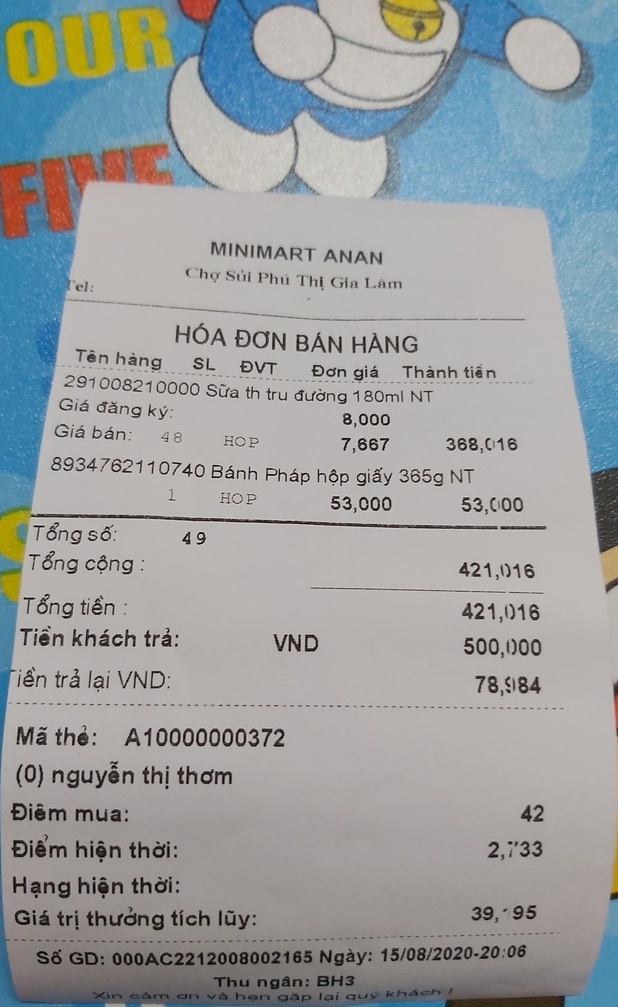 OUR
FIVE
MINIMART ANAN
Chợ Sủi Phú Thị Gia Lâm
Tel:
HÓA ĐƠN BÁN HÀNG
Tên hàng SL ĐVT Đơn giá Thành tiền
291008210000 Sữa th tru đường 180ml NT
Giá đăng ký: 8,000
Giá bán: 48 HOP 7,667 368,016
8934762110740 Bánh Pháp hộp giấy 365g NT
1 HOP 53,000 53,000
Tổng số: 49
Tổng cộng : 421,016
Tổng tiền : 421,016
Tiền khách trả: VND 500,000
Tiền trả lại VND: 78,984
Mã thẻ: A10000000372
(0) nguyễn thị thơm
Điểm mua: 42
Điểm hiện thời: 2,733
Hạng hiện thời:
Giá trị thưởng tích lũy:
Số GD: 000AC2212008002165 Ngày: 15/08/2020-20:06
Thu ngân: BH3
Xin cảm ơn và hẹn gặp lại quý khách !